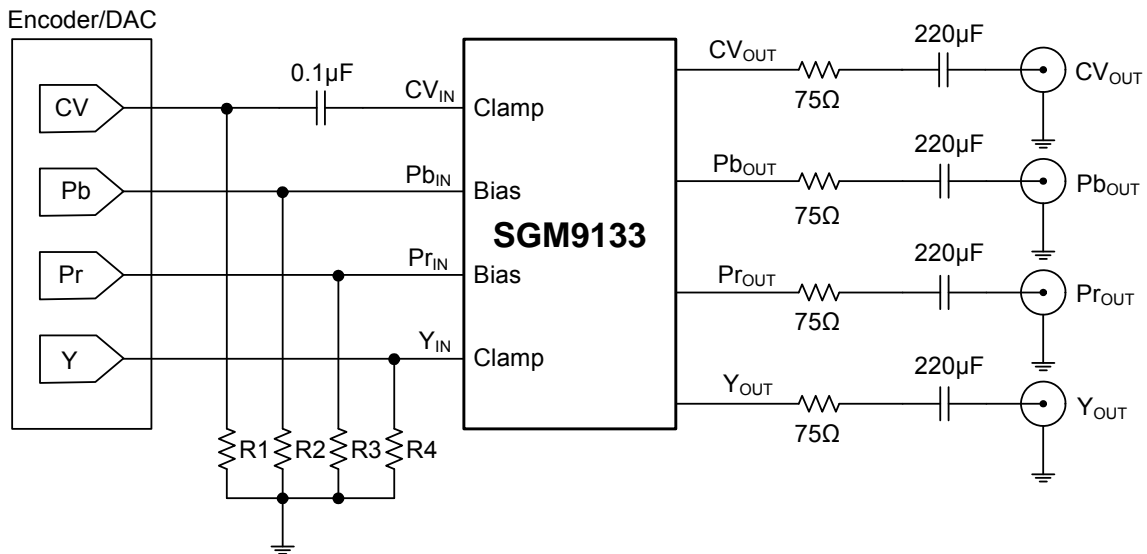 Encoder/DAC
CV
Pb
Pr
Y
0.1µF
CV_IN
Pb_IN
Pr_IN
Y_IN
R1 R2 R3 R4
Clamp
Bias
SGM9133
Bias
Clamp
CV_OUT
75Ω
220µF
CV_OUT
Pb_OUT
75Ω
220µF
Pb_OUT
Pr_OUT
75Ω
220µF
Pr_OUT
Y_OUT
75Ω
220µF
Y_OUT